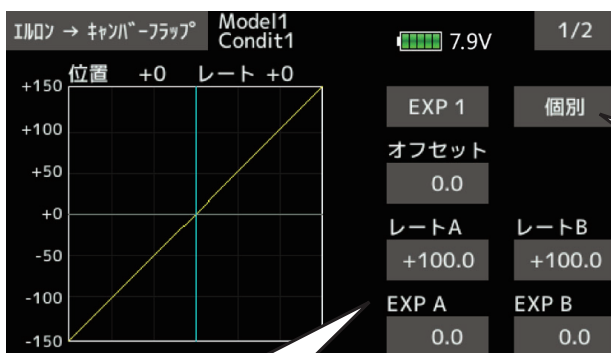 ｴﾙﾛﾝ → ｷｬﾝﾊﾞｰﾌﾗｯﾌﾟ
Model1
Condit1
7.9V
1/2
位置 +0 レート +0
+150
+100
+50
+0
-50
-100
-150
EXP 1
個別
オフセット
0.0
レートA
レートB
+100.0
+100.0
EXP A
EXP B
0.0
0.0